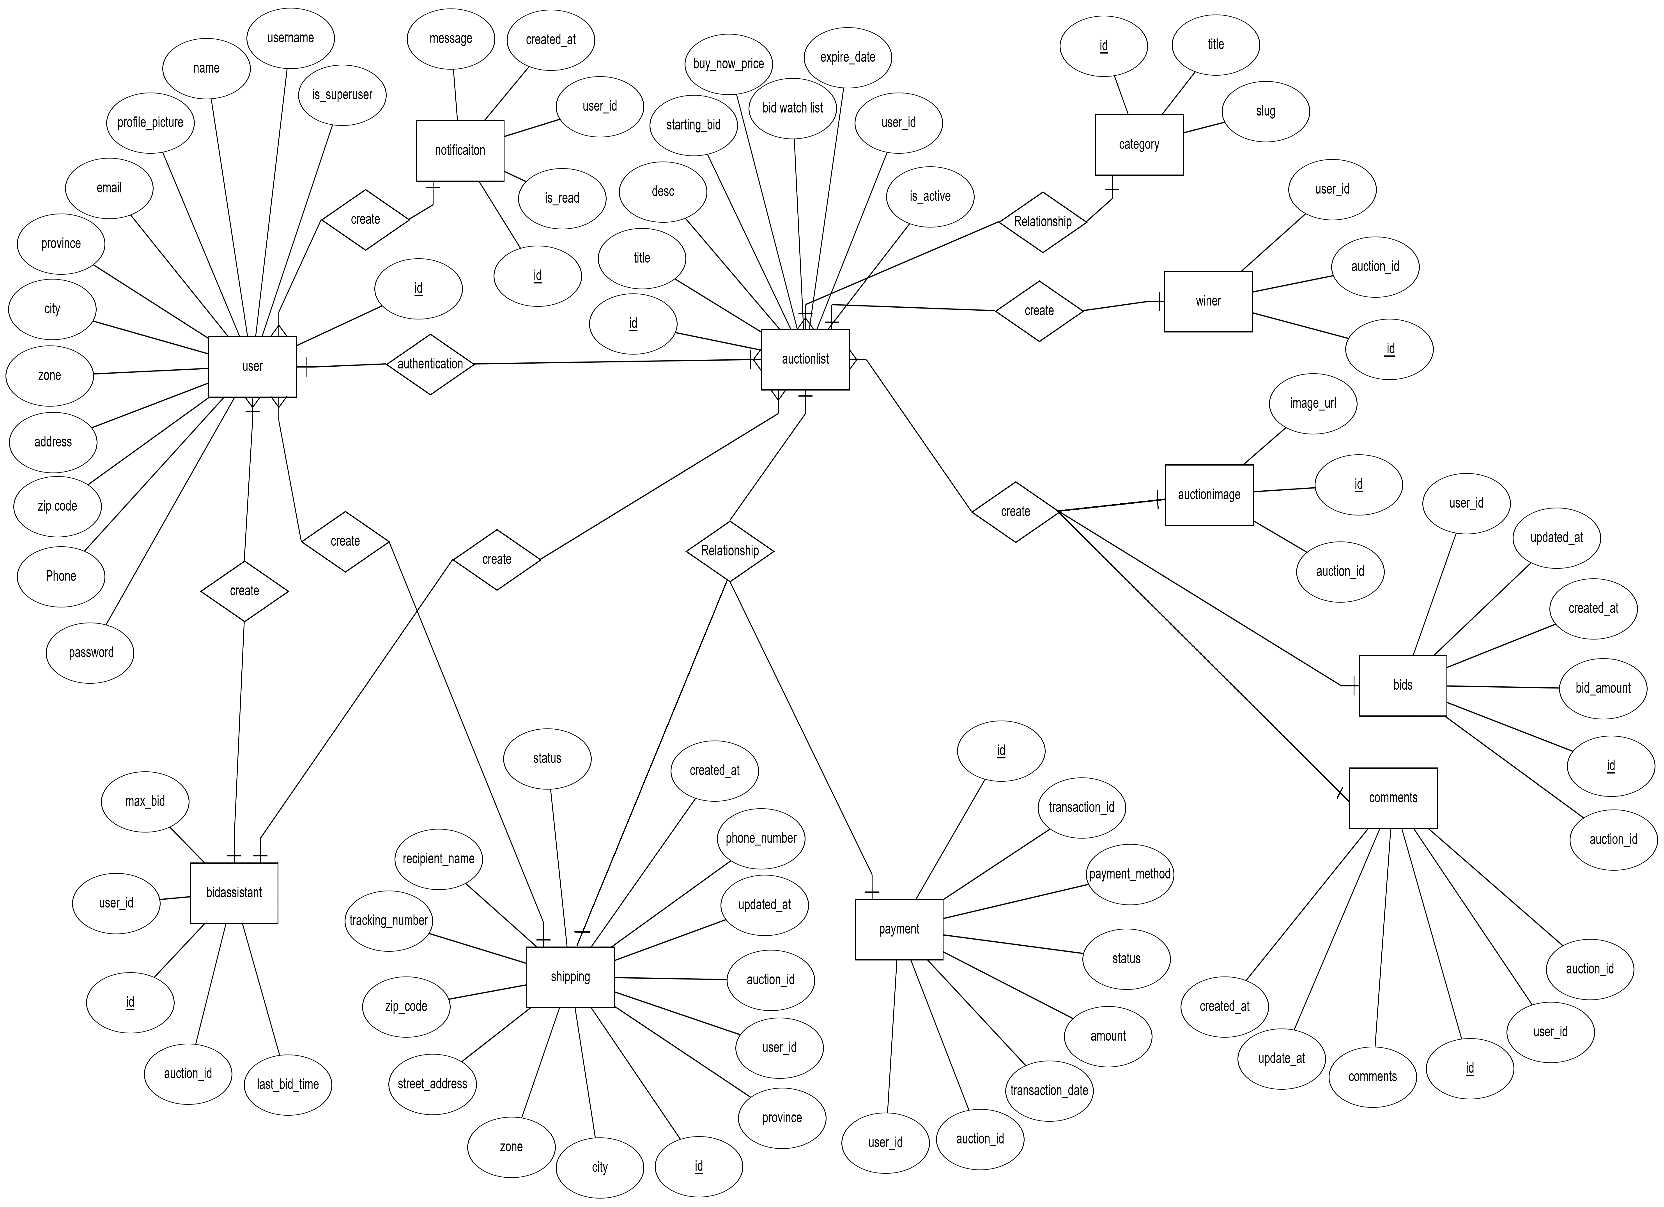 username
message
created_at
id
title
name
buy_now_price
expire_date
is_superuser
user_id
bid watch list
slug
profile_picture
starting_bid
user_id
notificaiton
category
email
desc
is_active
user_id
create
is_read
Relationship
province
title
auction_id
id
id
winer
city
id
create
user
authentication
auctionlist
id
zone
image_url
address
id
auctionimage
zip code
user_id
create
updated_at
create
create
Relationship
auction_id
Phone
create
created_at
password
bids
bid_amount
id
status
created_at
id
max_bid
comments
transaction_id
phone_number
auction_id
recipient_name
payment_method
bidassistant
user_id
updated_at
tracking_number
payment
status
auction_id
shipping
auction_id
id
zip_code
created_at
user_id
amount
user_id
update_at
id
auction_id
comments
last_bid_time
street_address
transaction_date
province
zone
user_id
auction_id
city
id